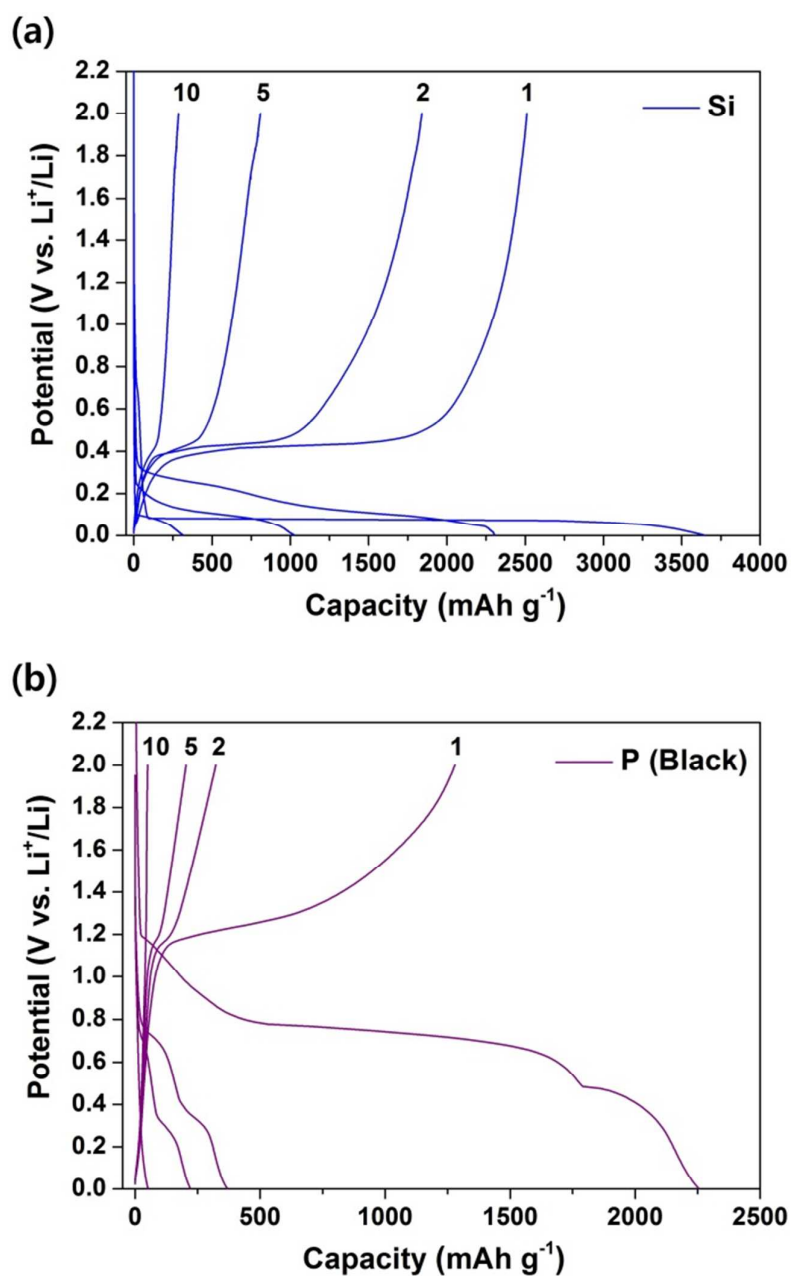 (a)
2.2
2.0
1.8
1.6
1.4
1.2
1.0
0.8
0.6
0.4
0.2
0.0
Potential (V vs. Li⁺/Li)
10 5 2 1
Si
0 500 1000 1500 2000 2500 3000 3500 4000
Capacity (mAh g⁻¹)
(b)
2.2
2.0
1.8
1.6
1.4
1.2
1.0
0.8
0.6
0.4
0.2
0.0
Potential (V vs. Li⁺/Li)
10 5 2 1
P (Black)
0 500 1000 1500 2000 2500
Capacity (mAh g⁻¹)